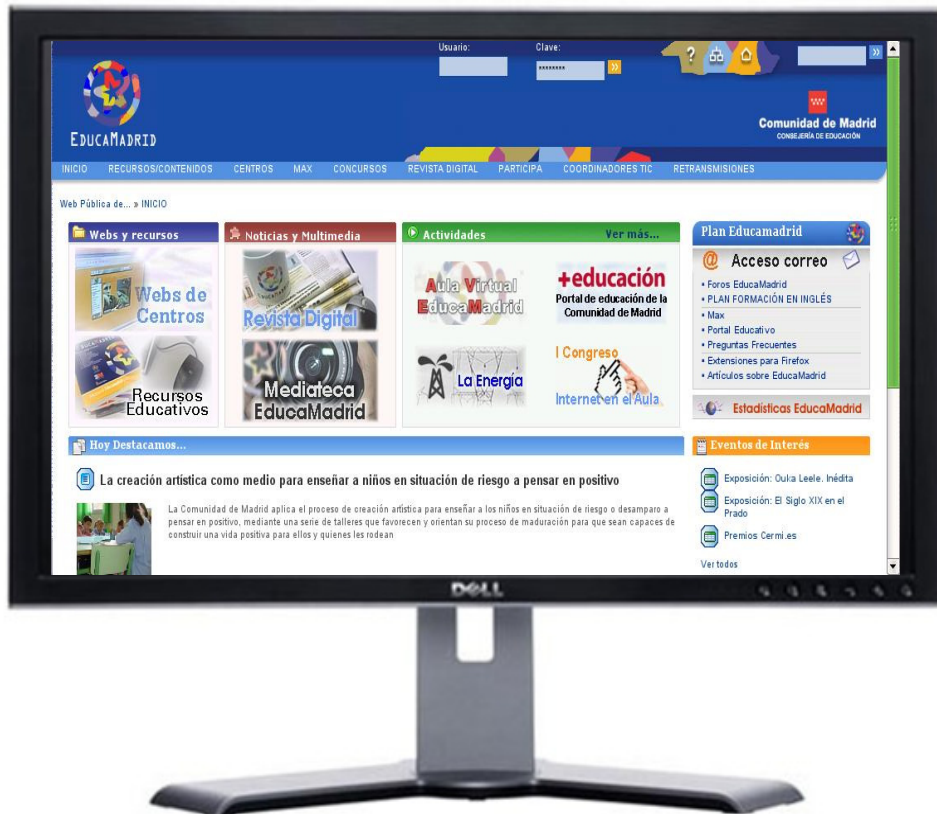 Usuario:
Clave:
********
?
EDUCAMADRID
Comunidad de Madrid
CONSEJERÍA DE EDUCACIÓN
INICIO RECURSOS/CONTENIDOS CENTROS MAX CONCURSOS REVISTA DIGITAL PARTICIPA COORDINADORES TIC RETRANSMISIONES
Web Pública de... » INICIO
Webs y recursos
Webs de
Centros
Recursos
Educativos
Noticias y Multimedia
Revista Digital
Mediateca
EducaMadrid
Actividades Ver más...
Aula Virtual
EducaMadrid
+educación
Portal de educación de la
Comunidad de Madrid
La Energía
I Congreso
Internet en el Aula
Plan Educamadrid
@ Acceso correo
• Foros EducaMadrid
• PLAN FORMACIÓN EN INGLÉS
• Max
• Portal Educativo
• Preguntas Frecuentes
• Extensiones para Firefox
• Artículos sobre EducaMadrid
Estadísticas EducaMadrid
Hoy Destacamos...
La creación artística como medio para enseñar a niños en situación de riesgo a pensar en positivo
La Comunidad de Madrid aplica el proceso de creación artística para enseñar a los niños en situación de riesgo o desamparo a
pensar en positivo, mediante una serie de talleres que favorecen y orientan su proceso de maduración para que sean capaces de
construir una vida positiva para ellos y quienes les rodean
Eventos de Interés
Exposición: Ouka Leele. Inédita
Exposición: El Siglo XIX en el
Prado
Premios Cermi.es
Ver todos
DELL